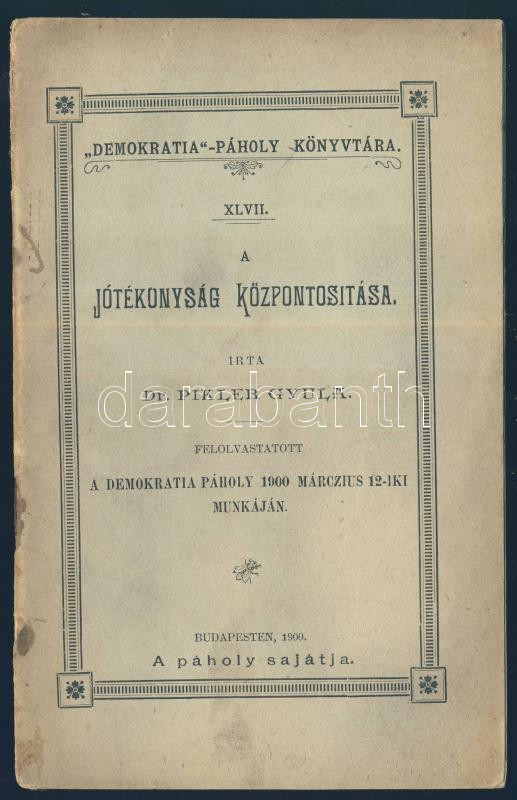 „DEMOKRATIA“-PÁHOLY KÖNYVTÁRA.
XLVII.
A
JÓTÉKONYSÁG KÖZPONTOSITÁSA.
IRTA
DR. PIKLER GYULA.
darabanth
FELOLVASTATOTT
A DEMOKRATIA PÁHOLY 1900 MÁRCZIUS 12-IKI
MUNKÁJÁN.
BUDAPESTEN, 1900.
A páholy sajátja.